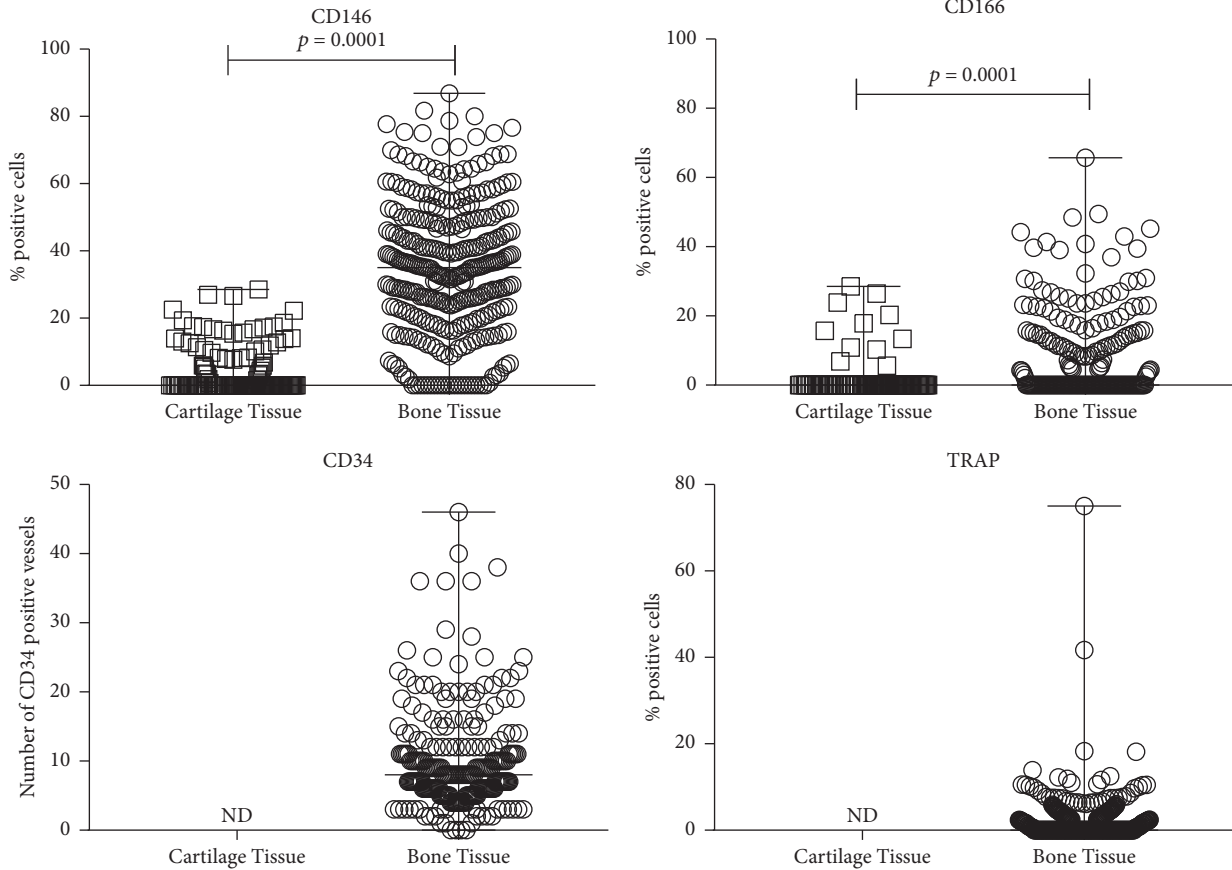 CD146
p = 0.0001
100
80
60
40
20
0
% positive cells
Cartilage Tissue
Bone Tissue
CD166
p = 0.0001
100
80
60
40
20
0
% positive cells
Cartilage Tissue
Bone Tissue
CD34
50
40
30
20
10
0
Number of CD34 positive vessels
ND
Cartilage Tissue
Bone Tissue
TRAP
80
60
40
20
0
% positive cells
ND
Cartilage Tissue
Bone Tissue